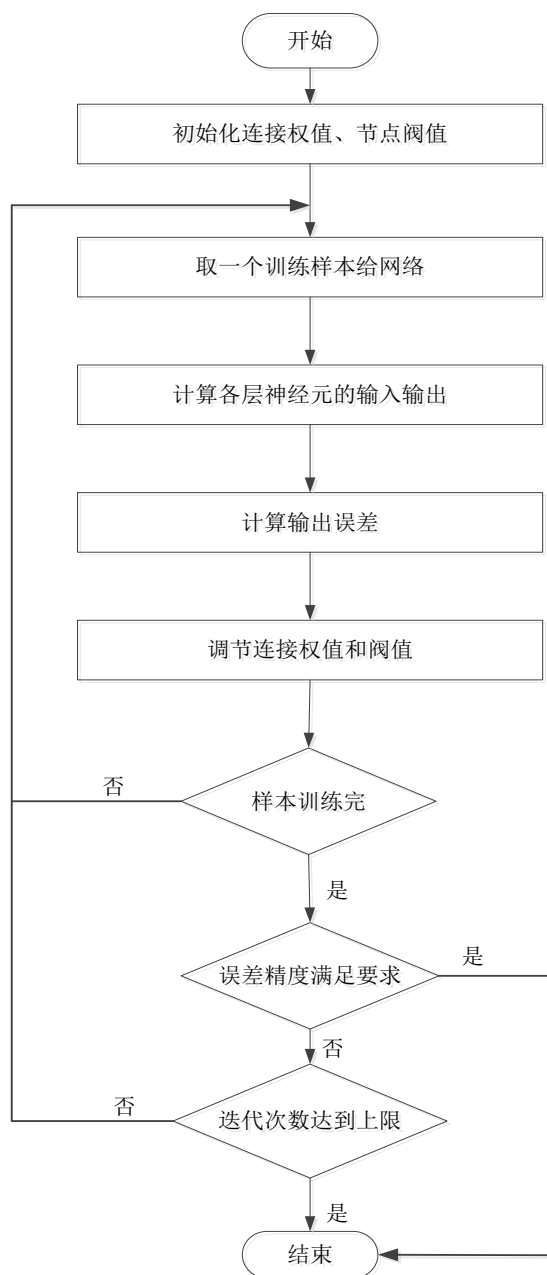 开始
初始化连接权值、节点阀值
取一个训练样本给网络
计算各层神经元的输入输出
计算输出误差
调节连接权值和阀值
否
样本训练完
是
误差精度满足要求
是
否
否
迭代次数达到上限
是
结束